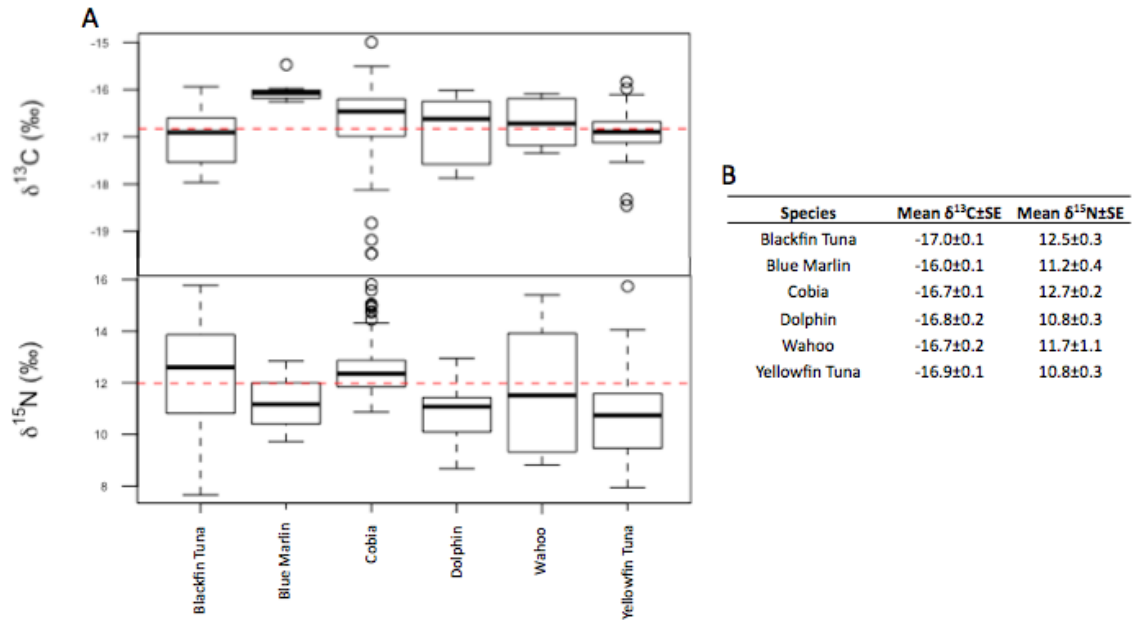 A
δ13C (‰)
-15
-16
-17
-18
-19
δ15N (‰)
16
14
12
10
8
Blackfin Tuna
Blue Marlin
Cobia
Dolphin
Wahoo
Yellowfin Tuna
B
Species Mean δ13C±SE Mean δ15N±SE
Blackfin Tuna -17.0±0.1 12.5±0.3
Blue Marlin -16.0±0.1 11.2±0.4
Cobia -16.7±0.1 12.7±0.2
Dolphin -16.8±0.2 10.8±0.3
Wahoo -16.7±0.2 11.7±1.1
Yellowfin Tuna -16.9±0.1 10.8±0.3